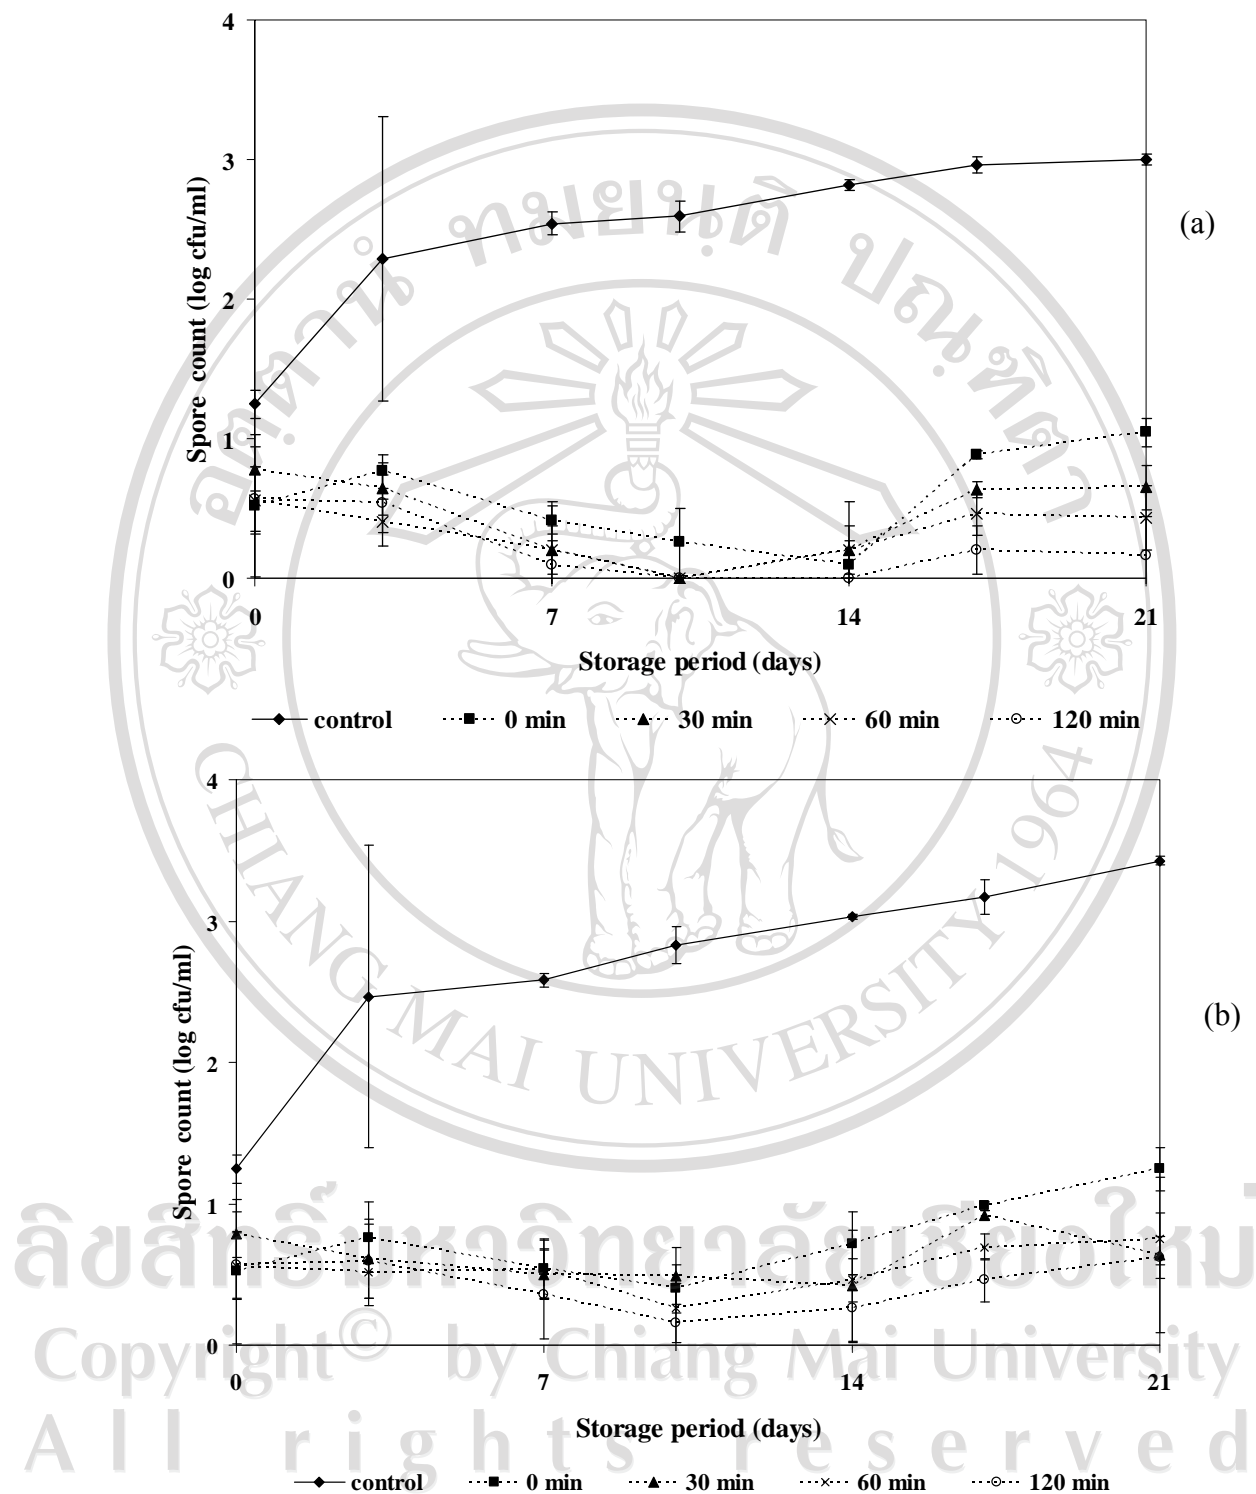 4
3
2
1
0
Spore count (log cfu/ml)
(a)
0 7 14 21
Storage period (days)
control 0 min 30 min 60 min 120 min
4
3
2
1
0
Spore count (log cfu/ml)
(b)
0 7 14 21
Storage period (days)
control 0 min 30 min 60 min 120 min
CHIANG MAI UNIVERSITY 1964
ลิขสิทธิ์มหาวิทยาลัยเชียงใหม่
Copyright© by Chiang Mai University
All rights reserved